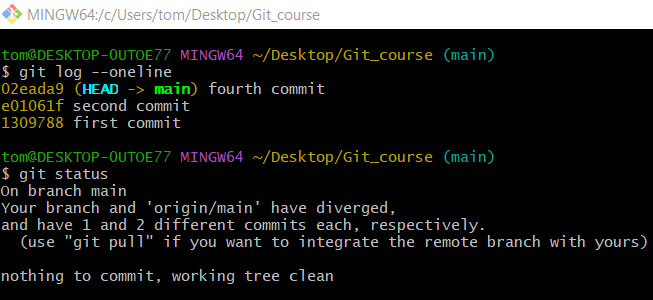 MINGW64:/c/Users/tom/Desktop/Git_course
tom@DESKTOP-OUTOE77 MINGW64 ~/Desktop/Git_course (main)
$ git log --oneline
02eada9 (HEAD -> main) fourth commit
e01061f second commit
1309788 first commit
tom@DESKTOP-OUTOE77 MINGW64 ~/Desktop/Git_course (main)
$ git status
On branch main
Your branch and 'origin/main' have diverged,
and have 1 and 2 different commits each, respectively.
  (use "git pull" if you want to integrate the remote branch with yours)
nothing to commit, working tree clean